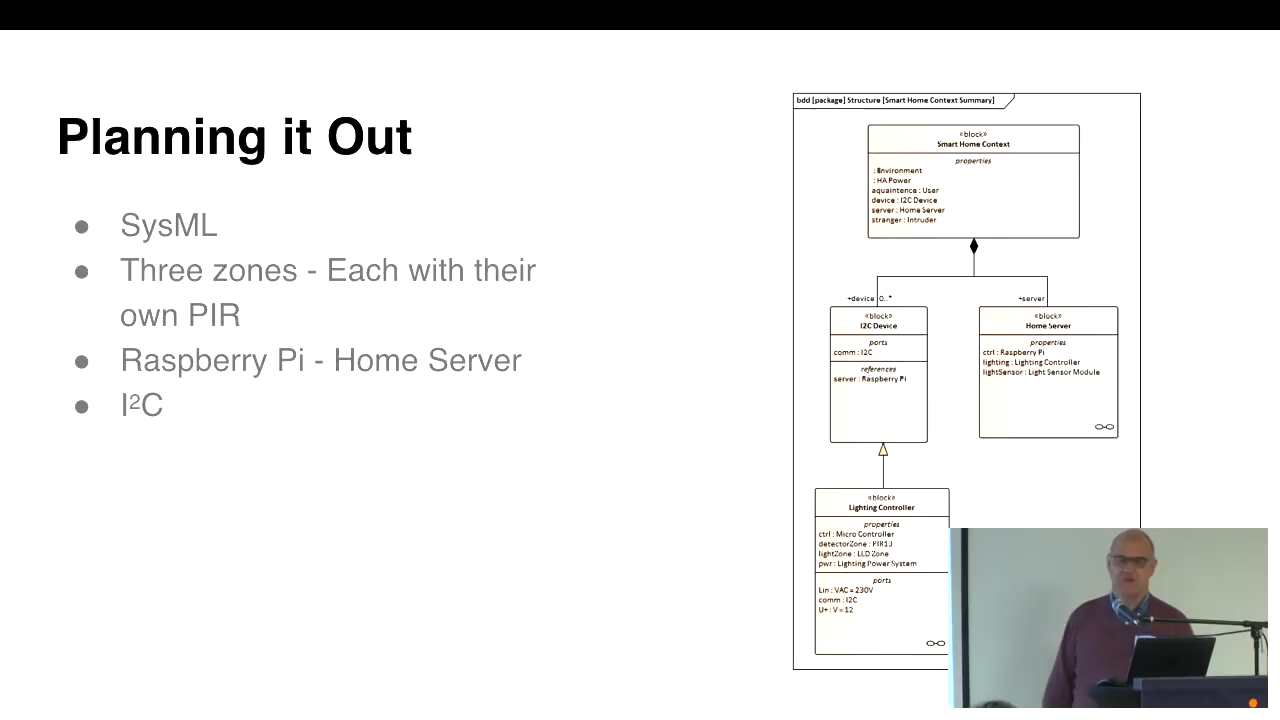 Planning it Out
● SysML
● Three zones - Each with their
own PIR
● Raspberry Pi - Home Server
● I²C
bdd [package] Structure [Smart Home Context Summary]
«block»
Smart Home Context
properties
: Environment
: HA Power
aquaintence : User
device : I2C Device
server : Home Server
stranger : Intruder
+device 0..*
+server
«block»
I2C Device
ports
comm : I2C
references
server : Raspberry Pi
«block»
Home Server
properties
ctrl : Raspberry Pi
lighting : Lighting Controller
lightSensor : Light Sensor Module
«block»
Lighting Controller
properties
ctrl : Micro Controller
detectorZone :
lightZone : LED Zone
pwr : Lighting Power System
ports
Lin : VAC = 230V
comm : I2C
U+ : V = 12